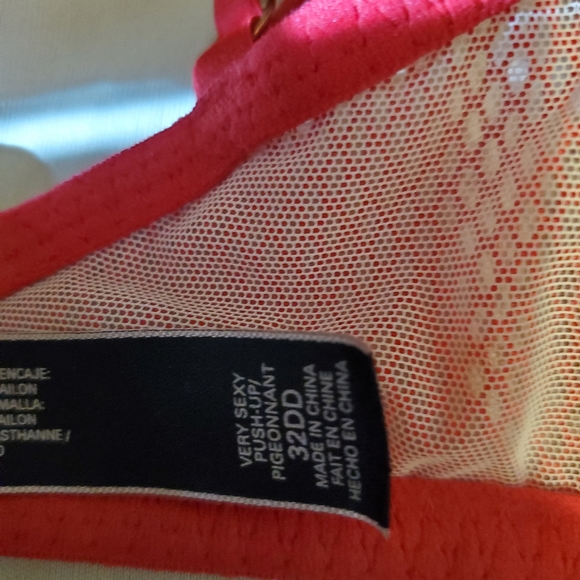 ENCAJE:
MALLA:
VERY SEXY
PUSH-UP/
PIGEONNANT
32DD
MADE IN CHINA
FAIT EN CHINE
HECHO EN CHINA